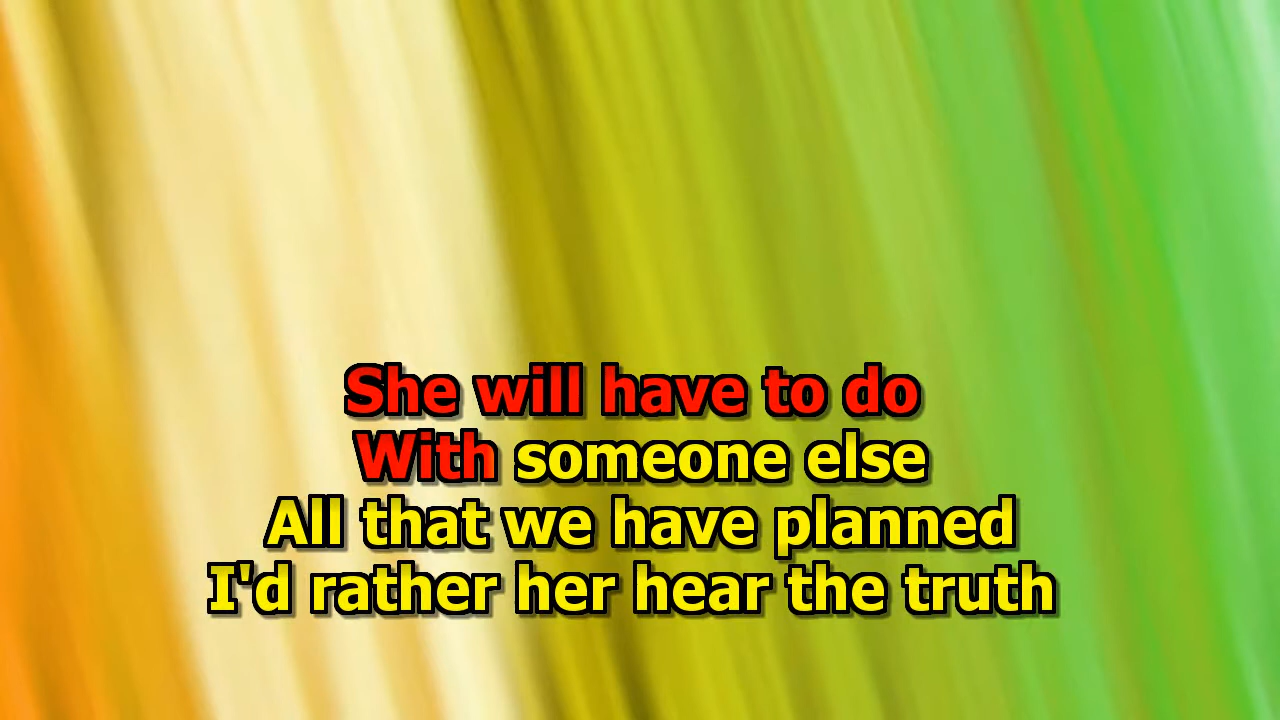 She will have to do
With someone else
All that we have planned
I'd rather her hear the truth